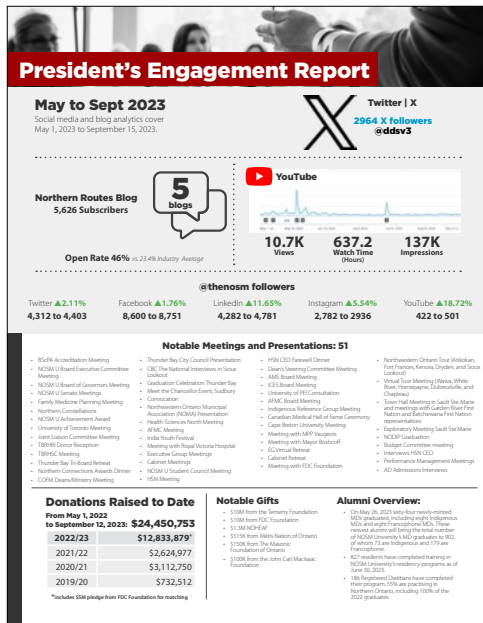 President's Engagement Report
May to Sept 2023
Social media and blog analytics cover
May 1, 2023 to September 15, 2023.
Twitter | X
2964 X followers
@ddsv3
Northern Routes Blog
5,626 Subscribers
5
blogs
Open Rate 46% vs. 23.4% Industry Average
YouTube
10.7K
Views
637.2
Watch Time
(Hours)
137K
Impressions
@thenosm followers
Twitter ▲2.11%
4,312 to 4,403
Facebook ▲1.76%
8,600 to 8,751
LinkedIn ▲11.65%
4,282 to 4,781
Instagram ▲5.54%
2,782 to 2936
YouTube ▲18.72%
422 to 501
Notable Meetings and Presentations: 51
• BScPA Accreditation Meeting
• NOSM U Board Executive Committee
Meeting
• NOSM U Board of Governors Meeting
• NOSM U Senate Meetings
• Family Medicine Planning Meeting
• Northern Constellations
• NOSM U Achievement Award
• University of Toronto Meeting
• Joint Liaison Committee Meeting
• TBRHRI Donor Reception
• TBRHSC Meeting
• Thunder Bay Tri-Board Retreat
• Northern Connections Awards Dinner
• COFM Deans/Ministry Meeting
• Thunder Bay City Council Presentation
• CBC The National Interviews in Sioux
Lookout
• Graduation Celebration Thunder Bay
• Meet the Chancellor Event, Sudbury
• Convocation
• Northwestern Ontario Municipal
Association (NOMA) Presentation
• Health Sciences North Meeting
• AFMC Meeting
• India Youth Festival
• Meeting with Royal Victoria Hospital
• Executive Group Meetings
• Cabinet Meetings
• NOSM U Student Council Meeting
• HSN Meeting
• HSN CEO Farewell Dinner
• Dean's Steering Committee Meeting
• AMS Board Meeting
• ICES Board Meeting
• University of PEI Consultation
• AFMC Board Meeting
• Indigenous Reference Group Meeting
• Canadian Medical Hall of Fame Ceremony
• Cape Breton University Meeting
• Meeting with MPP Vaugeois
• Meeting with Mayor Boshcoff
• EG Virtual Retreat
• Cabinet Retreat
• Meeting with FDC Foundation
• Northwestern Ontario Tour (Atikokan,
Fort Frances, Kenora, Dryden, and Sioux
Lookout)
• Virtual Tour Meeting (Wawa, White
River, Hornepayne, Dubreuilville, and
Chapleau)
• Town Hall Meeting in Sault Ste. Marie
and meetings with Garden River First
Nation and Batchewana First Nation
representatives.
• Exploratory Meeting Sault Ste Marie
• NODIP Graduation
• Budget Committee meeting
• Interviews HSN CEO
• Performance Management Meetings
• AD Admissions Interviews
Donations Raised to Date
From May 1, 2022
to September 12, 2023: $24,450,753
2022/23 $12,833,879*
2021/22 $2,624,977
2020/21 $3,112,750
2019/20 $732,512
*includes $5M pledge from FDC Foundation for matching
Notable Gifts
• $10M from the Temerty Foundation
• $10M from FDC Foundation
• $1.3M NOHEAF
• $515K from Métis Nation of Ontario
• $150K from The Masonic
Foundation of Ontario
• $100K from the John Carl MacIsaac
Foundation
Alumni Overview:
• On May 26, 2023 sixty-four newly-minted
MDs graduated, including eight Indigenous
MDs and eight Francophone MDs. These
newest alumni will bring the total number
of NOSM University's MD graduates to 902,
of whom 73 are Indigenous and 179 are
Francophone.
• 827 residents have completed training in
NOSM University's residency programs as of
June 30, 2023.
• 186 Registered Dietitians have completed
their program. 55% are practising in
Northern Ontario, including 100% of the
2022 graduates.